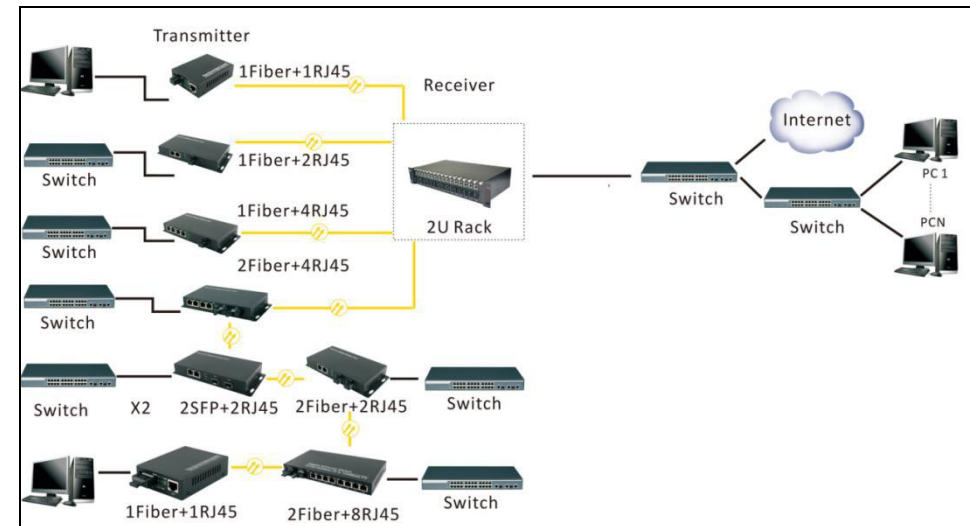 Transmitter
1Fiber+1RJ45
Receiver
Internet
1Fiber+2RJ45
Switch
PC 1
Switch
1Fiber+4RJ45
2U Rack
Switch
PCN
Switch
2Fiber+4RJ45
Switch
Switch
X2
2SFP+2RJ45
2Fiber+2RJ45
Switch
1Fiber+1RJ45
2Fiber+8RJ45
Switch